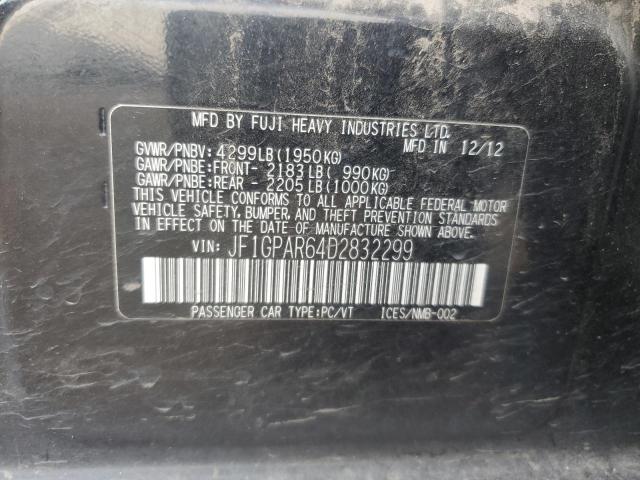 MFD BY FUJI HEAVY INDUSTRIES LTD.
MFD IN 12/12
GVWR/PNBV: 4299LB(1950KG)
GAWR/PNBE:FRONT- 2183LB( 990KG)
GAWR/PNBE:REAR - 2205LB(1000KG)
THIS VEHICLE CONFORMS TO ALL APPLICABLE FEDERAL MOTOR
VEHICLE SAFETY, BUMPER, AND THEFT PREVENTION STANDARDS
IN EFFECT ON THE DATE OF MANUFACTURE SHOWN ABOVE.
VIN: JF1GPAR64D2832299
PASSENGER CAR TYPE:PC/VT ICES/NMB-002